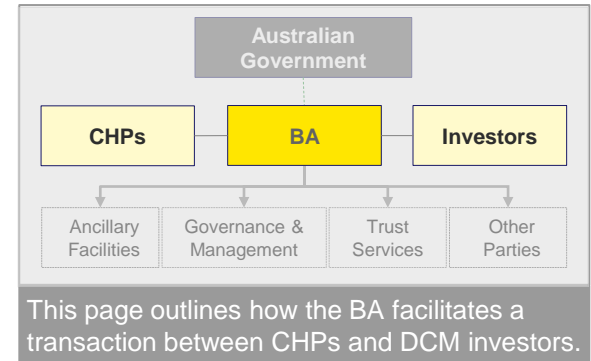 Australian
Government
CHPs
BA
Investors
Ancillary
Facilities
Governance &
Management
Trust
Services
Other
Parties
This page outlines how the BA facilitates a
transaction between CHPs and DCM investors.